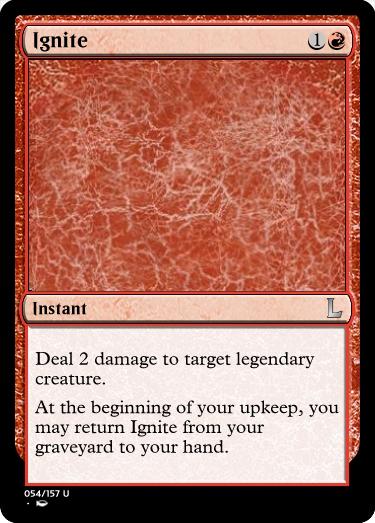 Ignite 1
Instant L
Deal 2 damage to target legendary
creature.
At the beginning of your upkeep, you
may return Ignite from your
graveyard to your hand.
054/157 U